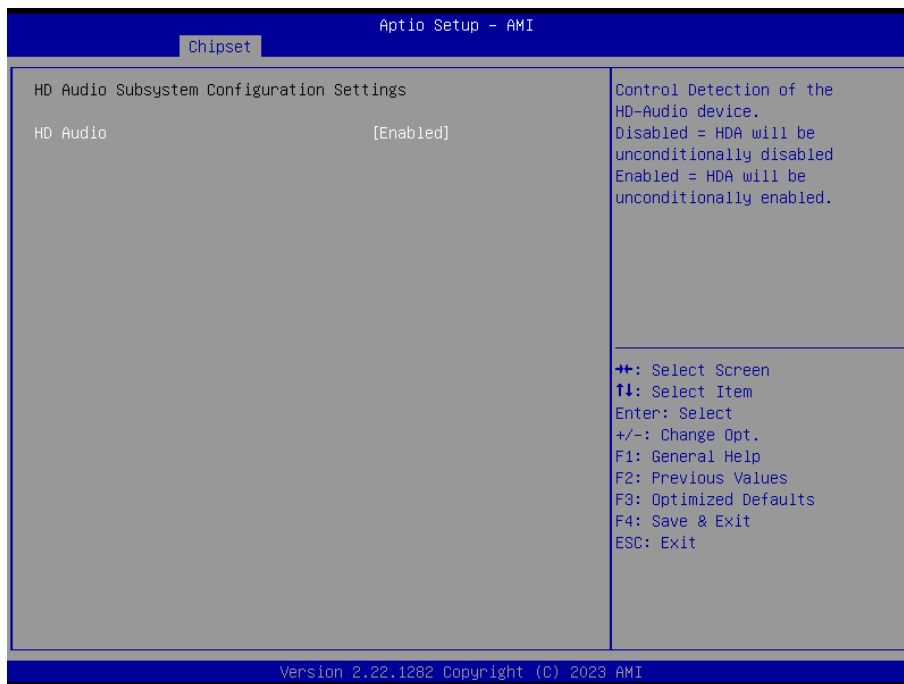 Aptio Setup - AMI
Chipset
HD Audio Subsystem Configuration Settings
HD Audio [Enabled]
Control Detection of the
HD-Audio device.
Disabled = HDA will be
unconditionally disabled
Enabled = HDA will be
unconditionally enabled.
→←: Select Screen
↑↓: Select Item
Enter: Select
+/-: Change Opt.
F1: General Help
F2: Previous Values
F3: Optimized Defaults
F4: Save & Exit
ESC: Exit
Version 2.22.1282 Copyright (C) 2023 AMI